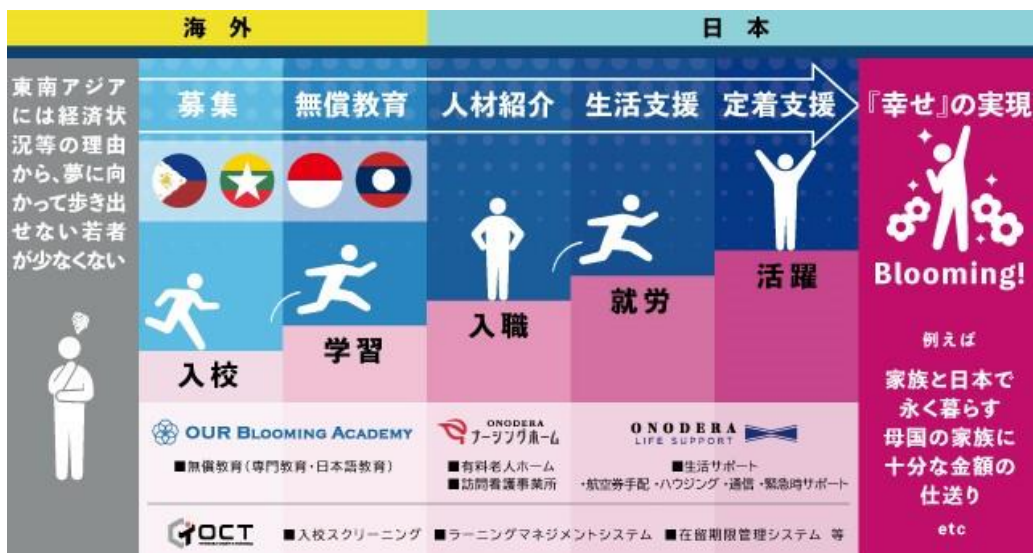 海外
日本
東南アジア
には経済状
況等の理由
から、夢に向
かって歩き出
せない若者
が少なくない
募集
無償教育
人材紹介
生活支援
定着支援
『幸せ』の実現
入校
学習
入職
就労
活躍
Blooming!
例えば
家族と日本で
永く暮らす
母国の家族に
十分な金額の
仕送り
etc
OUR BLOOMING ACADEMY
■無償教育(専門教育・日本語教育)
ONODERA
ナーシングホーム
■有料老人ホーム
■訪問看護事業所
ONODERA
LIFE SUPPORT
■生活サポート
・航空券手配・ハウジング・通信・緊急時サポート
OCT
■入校スクリーニング ■ラーニングマネジメントシステム ■在留期限管理システム 等